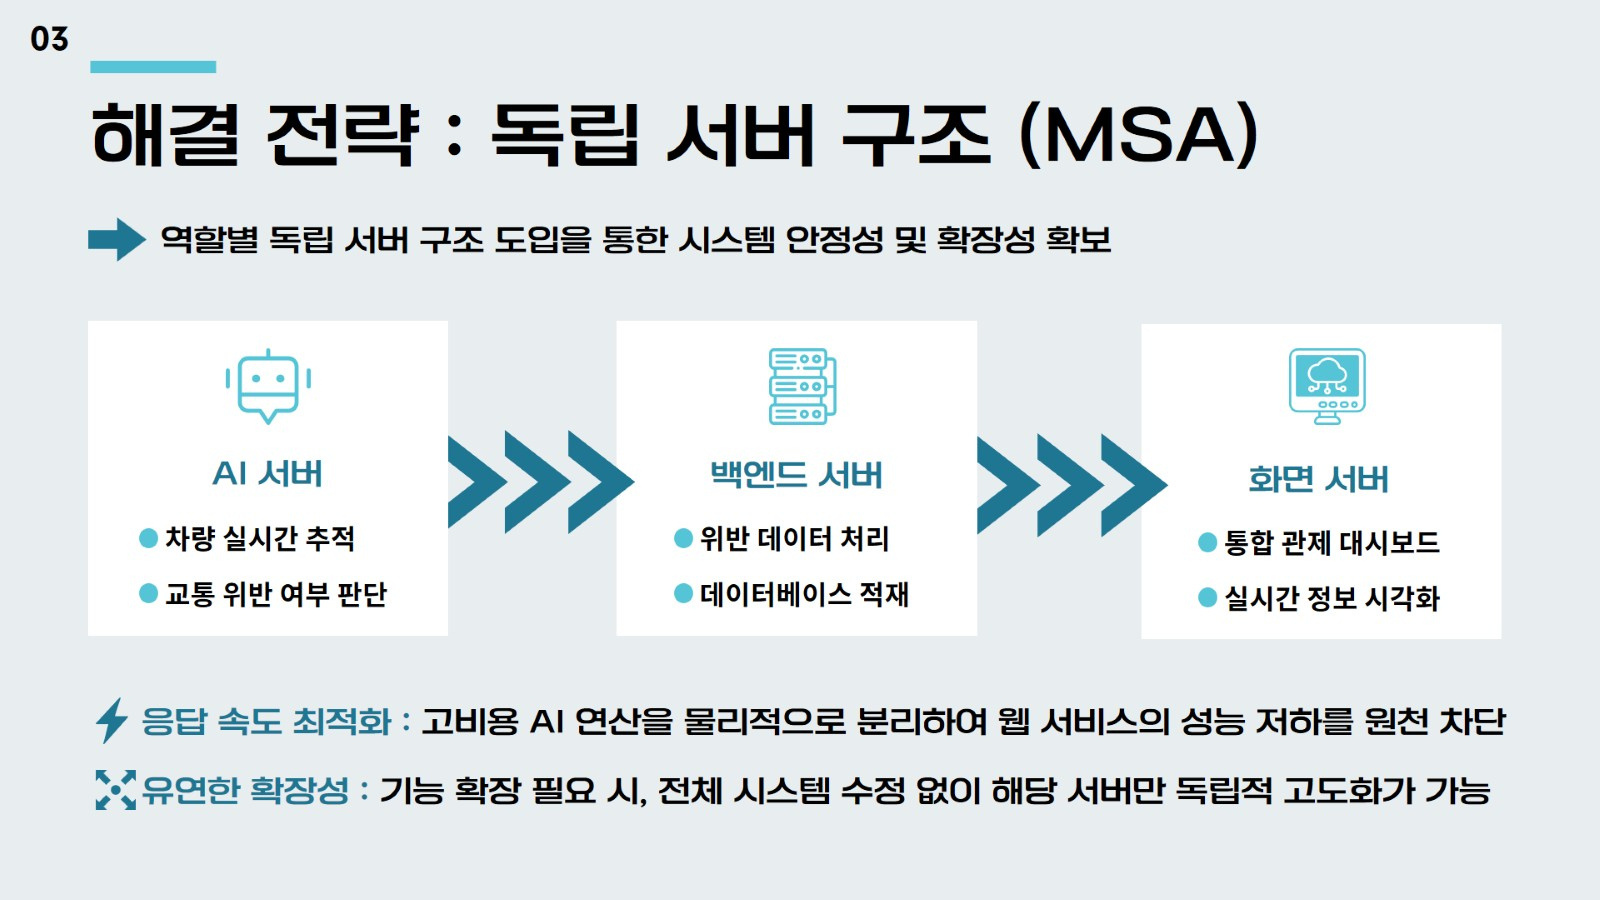 03
해결 전략 : 독립 서버 구조 (MSA)
역할별 독립 서버 구조 도입을 통한 시스템 안정성 및 확장성 확보
AI 서버
차량 실시간 추적
교통 위반 여부 판단
백엔드 서버
위반 데이터 처리
데이터베이스 적재
화면 서버
통합 관제 대시보드
실시간 정보 시각화
응답 속도 최적화 : 고비용 AI 연산을 물리적으로 분리하여 웹 서비스의 성능 저하를 원천 차단
유연한 확장성 : 기능 확장 필요 시, 전체 시스템 수정 없이 해당 서버만 독립적 고도화가 가능